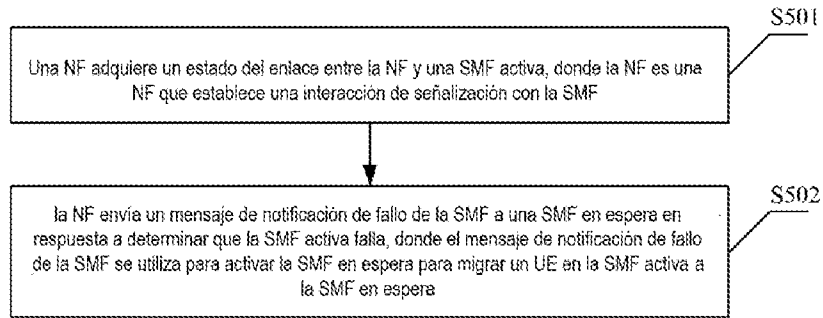 S501
Una NF adquiere un estado del enlace entre la NF y una SMF activa, donde la NF es una
NF que establece una interacción de señalización con la SMF
S502
la NF envía un mensaje de notificación de fallo de la SMF a una SMF en espera en
respuesta a determinar que la SMF activa falla, donde el mensaje de notificación de fallo
de la SMF se utiliza para activar la SMF en espera para migrar un UE en la SMF activa a
la SMF en espera